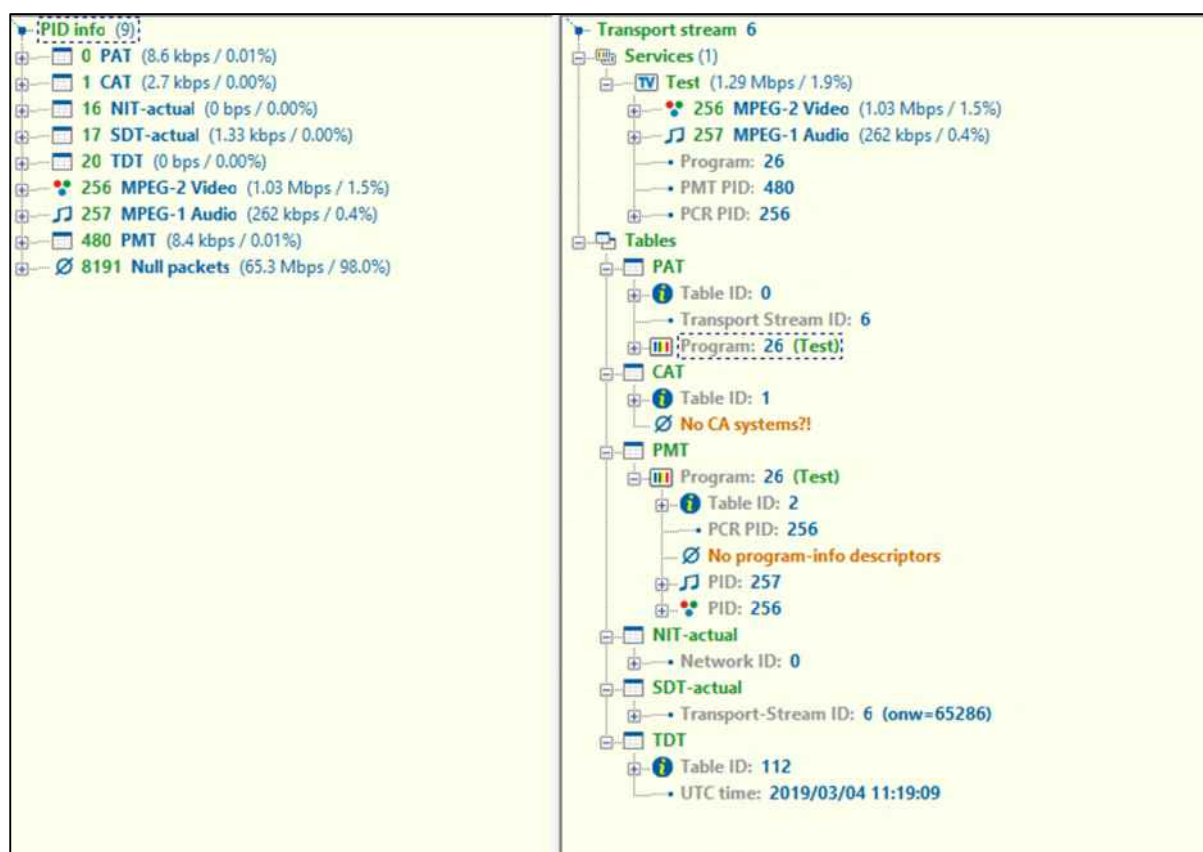 PID info (9)
0 PAT (8.6 kbps / 0.01%)
1 CAT (2.7 kbps / 0.00%)
16 NIT-actual (0 bps / 0.00%)
17 SDT-actual (1.33 kbps / 0.00%)
20 TDT (0 bps / 0.00%)
256 MPEG-2 Video (1.03 Mbps / 1.5%)
257 MPEG-1 Audio (262 kbps / 0.4%)
480 PMT (8.4 kbps / 0.01%)
8191 Null packets (65.3 Mbps / 98.0%)
Transport stream 6
Services (1)
TV Test (1.29 Mbps / 1.9%)
256 MPEG-2 Video (1.03 Mbps / 1.5%)
257 MPEG-1 Audio (262 kbps / 0.4%)
Program: 26
PMT PID: 480
PCR PID: 256
Tables
PAT
Table ID: 0
Transport Stream ID: 6
Program: 26 (Test)
CAT
Table ID: 1
No CA systems?!
PMT
Program: 26 (Test)
Table ID: 2
PCR PID: 256
No program-info descriptors
PID: 257
PID: 256
NIT-actual
Network ID: 0
SDT-actual
Transport-Stream ID: 6 (onw=65286)
TDT
Table ID: 112
UTC time: 2019/03/04 11:19:09